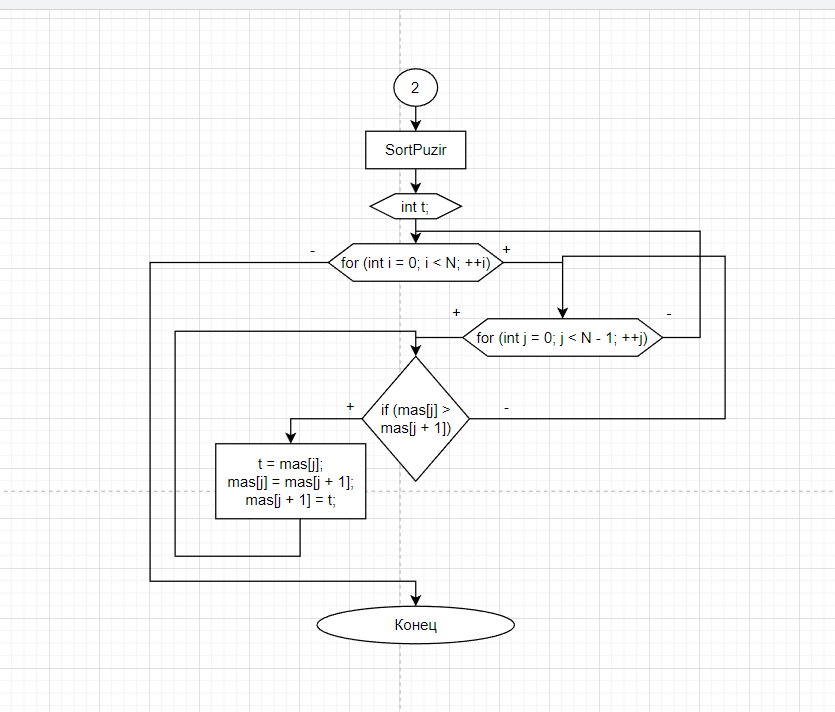 2
SortPuzir
int t;
-
+
for (int i = 0; i < N; ++i)
+
-
for (int j = 0; j < N - 1; ++j)
+
if (mas[j] >
mas[j + 1])
-
t = mas[j];
mas[j] = mas[j + 1];
mas[j + 1] = t;
Конец